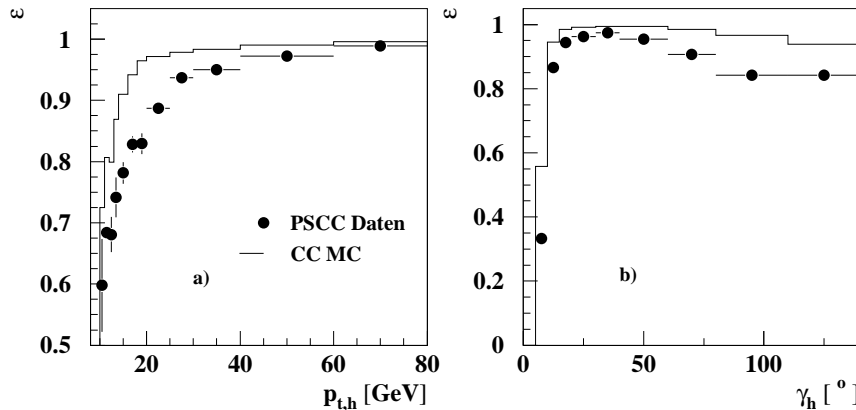 ε
1
0.9
0.8
0.7
0.6
0.5
20
40
60
80
p_{t,h} [GeV]
PSCC Daten
CC MC
a)
ε
1
0.8
0.6
0.4
0.2
0
0
50
100
γ_h [ °]
b)